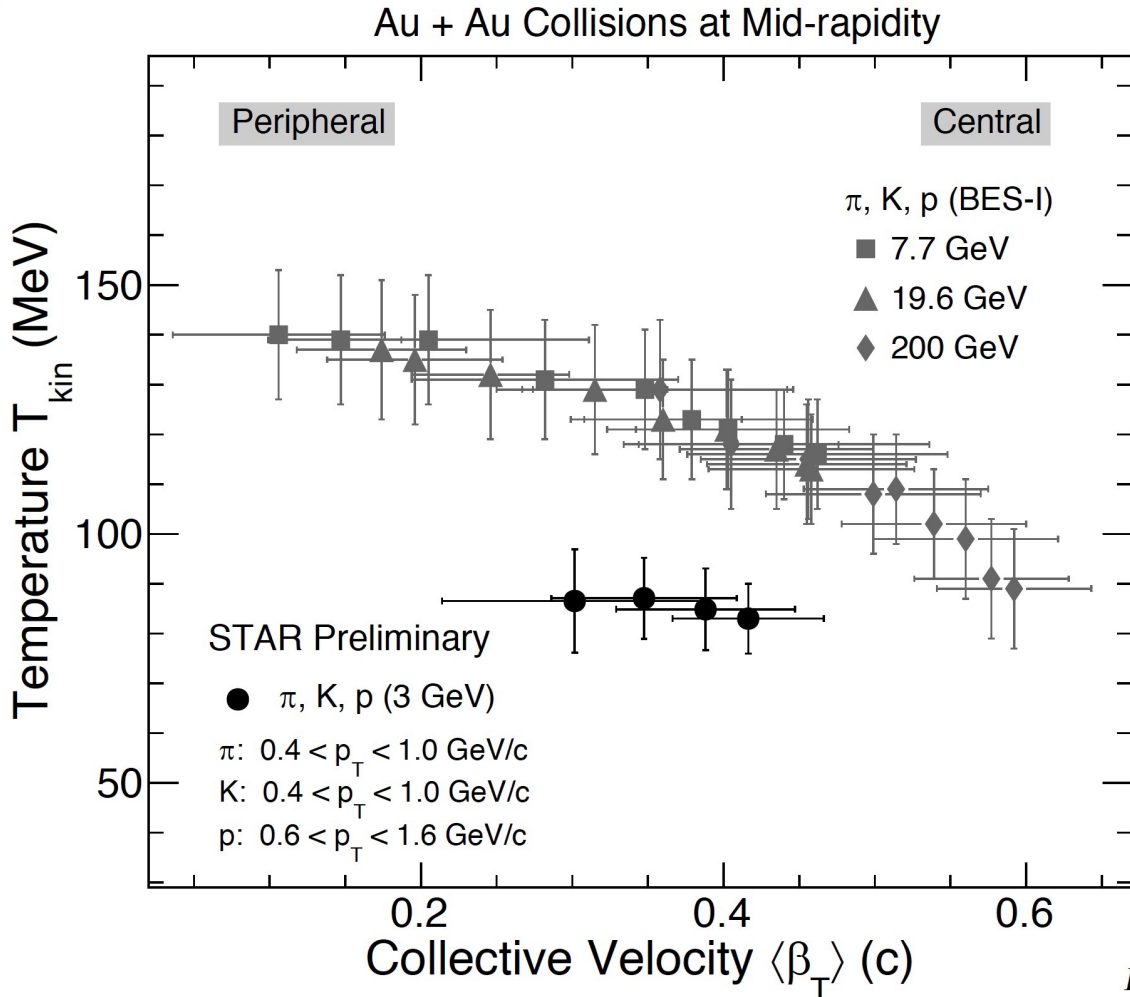 Au + Au Collisions at Mid-rapidity
Peripheral
Central
π, K, p (BES-I)
7.7 GeV
19.6 GeV
200 GeV
150
100
50
Temperature T_kin (MeV)
STAR Preliminary
π, K, p (3 GeV)
π: 0.4 < p_T < 1.0 GeV/c
K: 0.4 < p_T < 1.0 GeV/c
p: 0.6 < p_T < 1.6 GeV/c
0.2
0.4
0.6
Collective Velocity ⟨β_T⟩ (c)